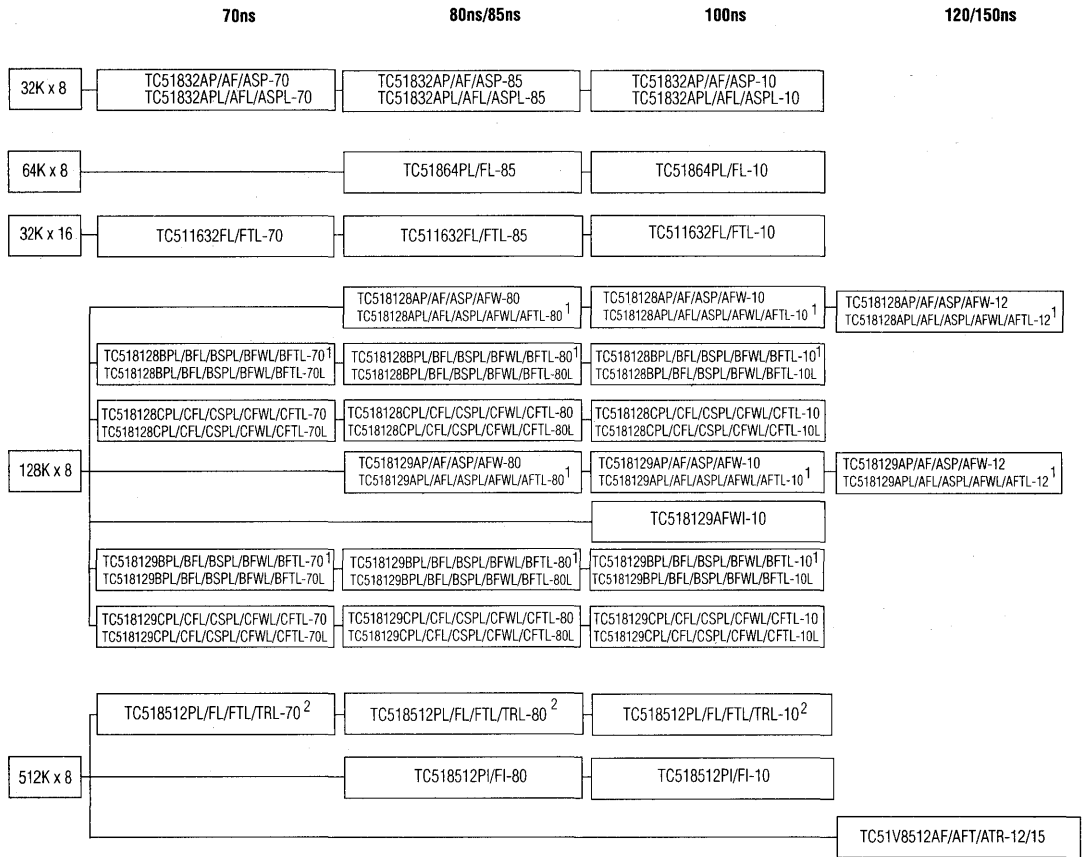 70ns 80ns/85ns 100ns 120/150ns
32K x 8
TC51832AP/AF/ASP-70
TC51832APL/AFL/ASPL-70
TC51832AP/AF/ASP-85
TC51832APL/AFL/ASPL-85
TC51832AP/AF/ASP-10
TC51832APL/AFL/ASPL-10
64K x 8
TC51864PL/FL-85
TC51864PL/FL-10
32K x 16
TC511632FL/FTL-70
TC511632FL/FTL-85
TC511632FL/FTL-10
TC518128AP/AF/ASP/AFW-80
TC518128APL/AFL/ASPL/AFWL/AFTL-80 1
TC518128AP/AF/ASP/AFW-10
TC518128APL/AFL/ASPL/AFWL/AFTL-10 1
TC518128AP/AF/ASP/AFW-12
TC518128APL/AFL/ASPL/AFWL/AFTL-12 1
TC518128BPL/BFL/BSPL/BFWL/BFTL-70 1
TC518128BPL/BFL/BSPL/BFWL/BFTL-70L
TC518128BPL/BFL/BSPL/BFWL/BFTL-80 1
TC518128BPL/BFL/BSPL/BFWL/BFTL-80L
TC518128BPL/BFL/BSPL/BFWL/BFTL-10 1
TC518128BPL/BFL/BSPL/BFWL/BFTL-10L
TC518128CPL/CFL/CSPL/CFWL/CFTL-70
TC518128CPL/CFL/CSPL/CFWL/CFTL-70L
TC518128CPL/CFL/CSPL/CFWL/CFTL-80
TC518128CPL/CFL/CSPL/CFWL/CFTL-80L
TC518128CPL/CFL/CSPL/CFWL/CFTL-10
TC518128CPL/CFL/CSPL/CFWL/CFTL-10L
128K x 8
TC518129AP/AF/ASP/AFW-80
TC518129APL/AFL/ASPL/AFWL/AFTL-80 1
TC518129AP/AF/ASP/AFW-10
TC518129APL/AFL/ASPL/AFWL/AFTL-10 1
TC518129AP/AF/ASP/AFW-12
TC518129APL/AFL/ASPL/AFWL/AFTL-12 1
TC518129AFWI-10
TC518129BPL/BFL/BSPL/BFWL/BFTL-70 1
TC518129BPL/BFL/BSPL/BFWL/BFTL-70L
TC518129BPL/BFL/BSPL/BFWL/BFTL-80 1
TC518129BPL/BFL/BSPL/BFWL/BFTL-80L
TC518129BPL/BFL/BSPL/BFWL/BFTL-10 1
TC518129BPL/BFL/BSPL/BFWL/BFTL-10L
TC518129CPL/CFL/CSPL/CFWL/CFTL-70
TC518129CPL/CFL/CSPL/CFWL/CFTL-70L
TC518129CPL/CFL/CSPL/CFWL/CFTL-80
TC518129CPL/CFL/CSPL/CFWL/CFTL-80L
TC518129CPL/CFL/CSPL/CFWL/CFTL-10
TC518129CPL/CFL/CSPL/CFWL/CFTL-10L
TC518512PL/FL/FTL/TRL-70 2
TC518512PL/FL/FTL/TRL-80 2
TC518512PL/FL/FTL/TRL-10 2
512K x 8
TC518512PI/FI-80
TC518512PI/FI-10
TC51V8512AF/AFT/ATR-12/15